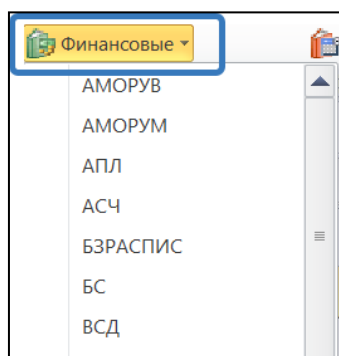 Финансовые
АМОРУВ
АМОРУМ
АПЛ
АСЧ
БЗРАСПИС
БС
ВСД